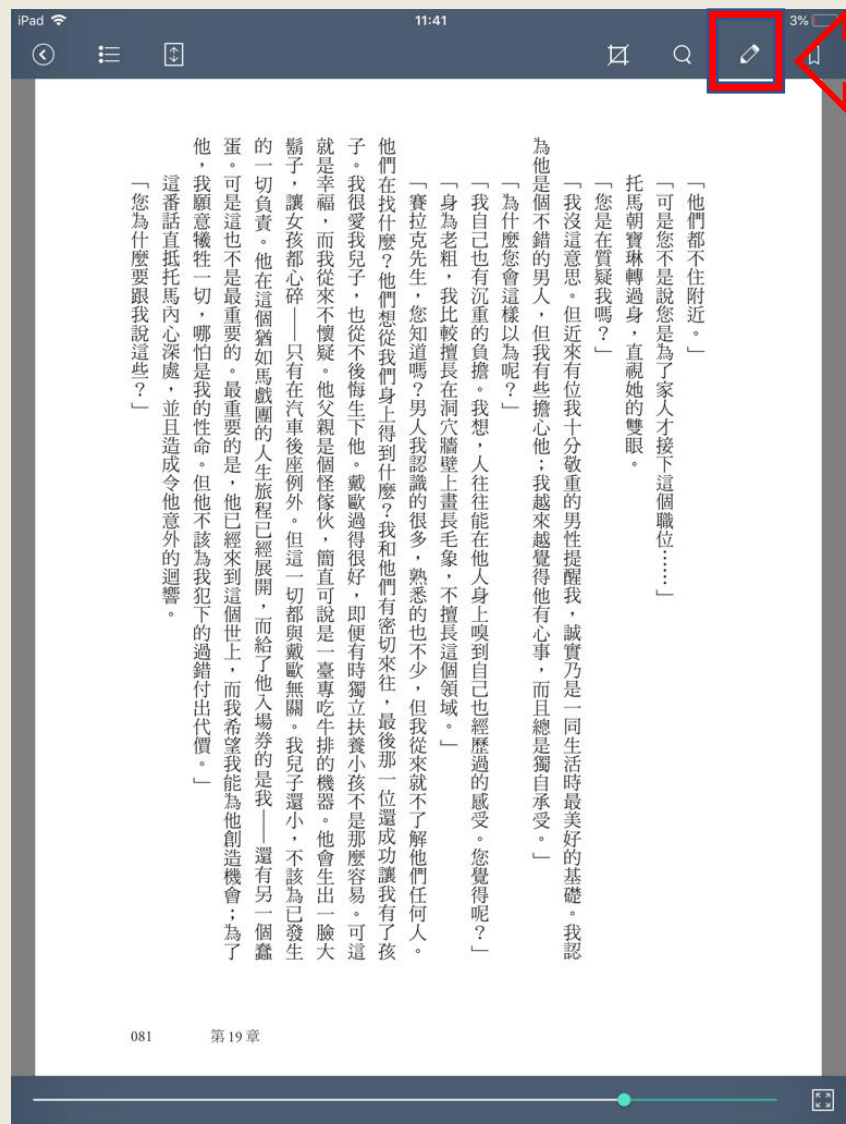 iPad
11:41
3%
「他們都不住附近。」
「可是您不是說您是為了家人才接下這個職位……」
托馬朝寶琳轉過身，直視她的雙眼。
「您是在質疑我嗎？」
「我沒這意思。但近來有位我十分敬重的男性提醒我，誠實乃是一同生活時最美好的基礎。我認
為他是個不錯的男人，但我有些擔心他；我越來越覺得他有心事，而且總是獨自承受。」
「為什麼您會這樣以為呢？」
「我自己也有沉重的負擔。我想，人往往能在他人身上嗅到自己也經歷過的感受。您覺得呢？」
「身為老粗，我比較擅長在洞穴牆壁上畫長毛象，不擅長這個領域。」
「賽拉克先生，您知道嗎？男人我認識的很多，熟悉的也不少，但我從來就不了解他們任何人。
他們在找什麼？他們想從我們身上得到什麼？我和他們有密切來往，最後那一位還成功讓我有了孩
子。我很愛我兒子，也從不後悔生下他。戴歐過得很好，即便有時獨立扶養小孩不是那麼容易。可這
就是幸福，而我從來不懷疑。他父親是個怪傢伙，簡直可說是一臺專吃牛排的機器。他會生出一臉大
鬍子，讓女孩都心碎——只有在汽車後座例外。但這一切都與戴歐無關。我兒子還小，不該為已發生
的一切負責。他在這個猶如馬戲團的人生旅程已經展開，而給了他入場券的是我——還有另一個蠢
蛋。可是這也不是最重要的。最重要的是，他已經來到這個世上，而我希望我能為他創造機會；為了
他，我願意犧牲一切，哪怕是我的性命。但他不該為我犯下的過錯付出代價。」
這番話直抵托馬內心深處，並且造成令他意外的迴響。
「您為什麼要跟我說這些？」
081 第19章